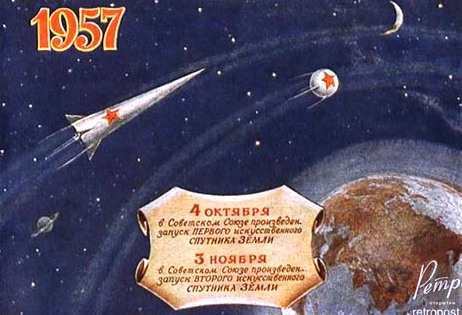 1957
4 ОКТЯБРЯ
в Советском Союзе произведен
запуск ПЕРВОГО искусственного
СПУТНИКА ЗЕМЛИ
3 НОЯБРЯ
в Советском Союзе произведен
запуск ВТОРОГО искусственного
СПУТНИКА ЗЕМЛИ
Ретр
открытки
retropost